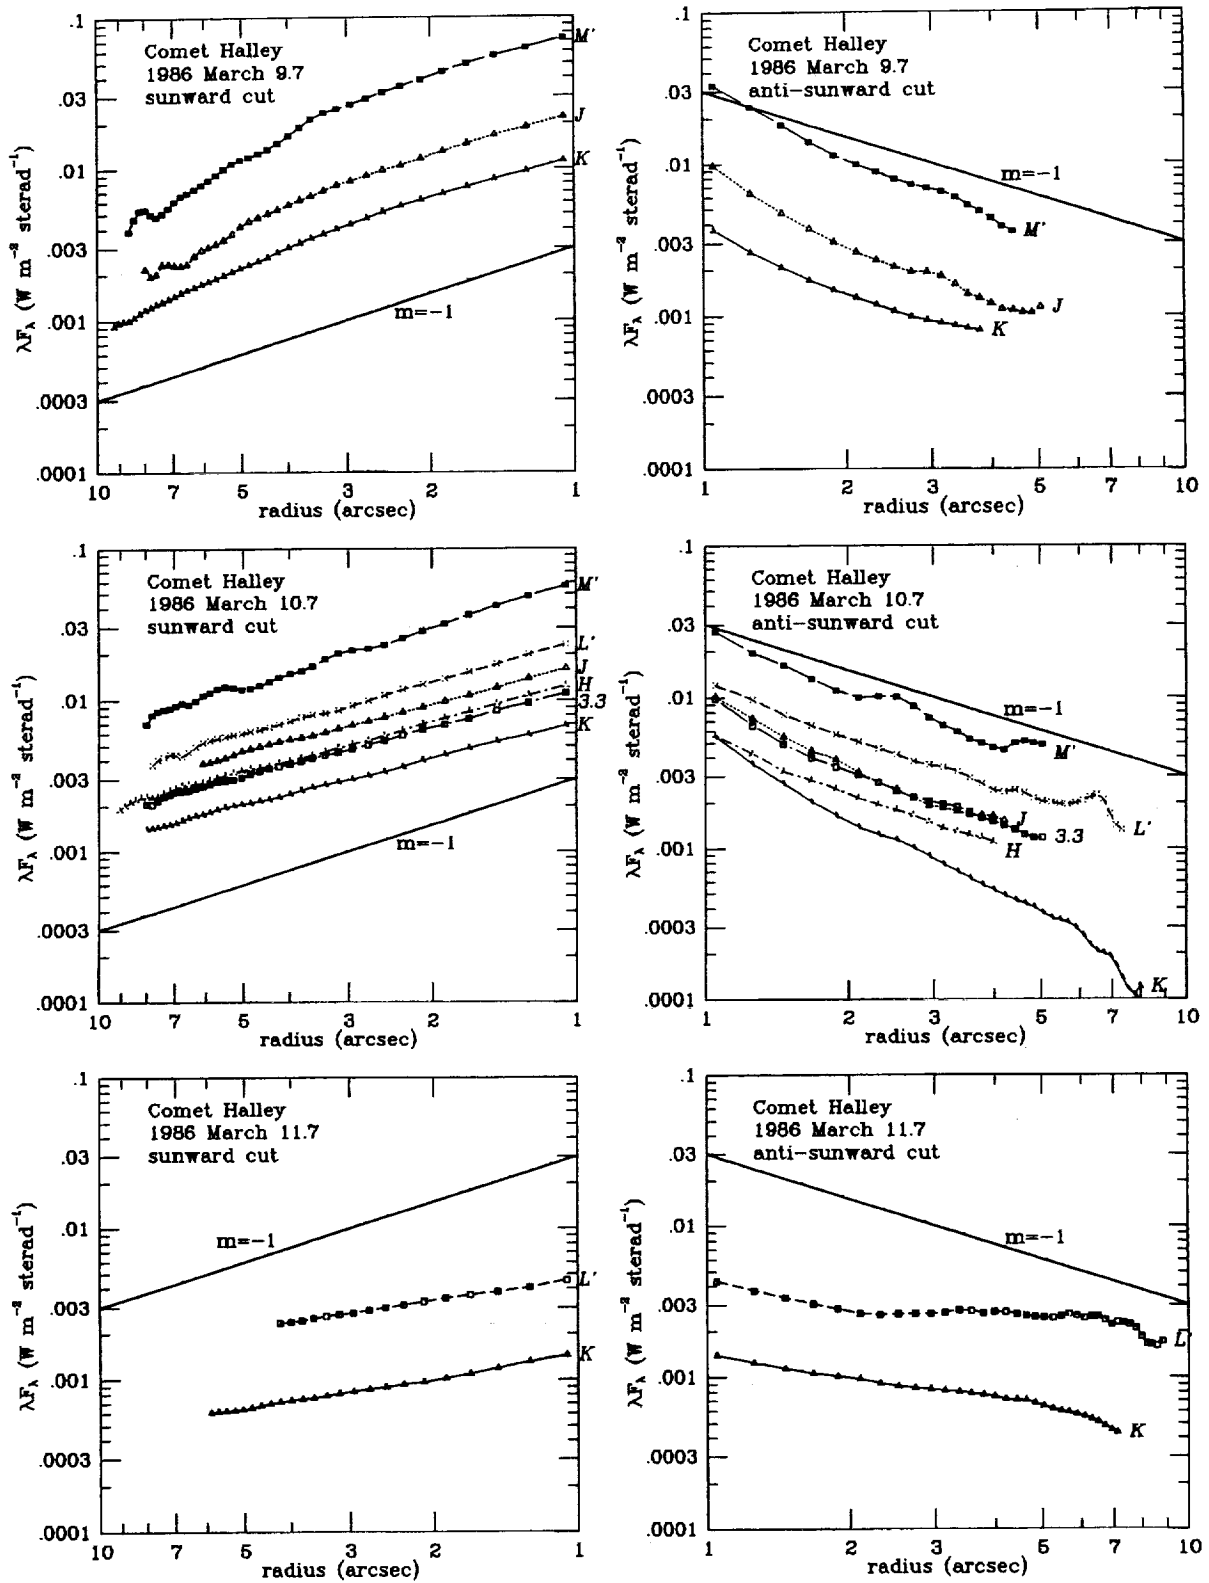 Comet Halley
1986 March 9.7
sunward cut
.1
.03
.01
.003
.001
.0003
.0001
λFλ (W m⁻² sterad⁻¹)
M'
J
K
m=-1
10 7 5 3 2 1
radius (arcsec)
Comet Halley
1986 March 9.7
anti-sunward cut
.1
.03
.01
.003
.001
.0003
.0001
λFλ (W m⁻² sterad⁻¹)
m=-1
M'
J
K
1 2 3 5 7 10
radius (arcsec)
Comet Halley
1986 March 10.7
sunward cut
.1
.03
.01
.003
.001
.0003
.0001
λFλ (W m⁻² sterad⁻¹)
M'
L'
J
H
3.3
K
m=-1
10 7 5 3 2 1
radius (arcsec)
Comet Halley
1986 March 10.7
anti-sunward cut
.1
.03
.01
.003
.001
.0003
.0001
λFλ (W m⁻² sterad⁻¹)
m=-1
M'
L'
J
3.3
H
K
1 2 3 5 7 10
radius (arcsec)
Comet Halley
1986 March 11.7
sunward cut
.1
.03
.01
.003
.001
.0003
.0001
λFλ (W m⁻² sterad⁻¹)
m=-1
L'
K
10 7 5 3 2 1
radius (arcsec)
Comet Halley
1986 March 11.7
anti-sunward cut
.1
.03
.01
.003
.001
.0003
.0001
λFλ (W m⁻² sterad⁻¹)
m=-1
L'
K
1 2 3 5 7 10
radius (arcsec)